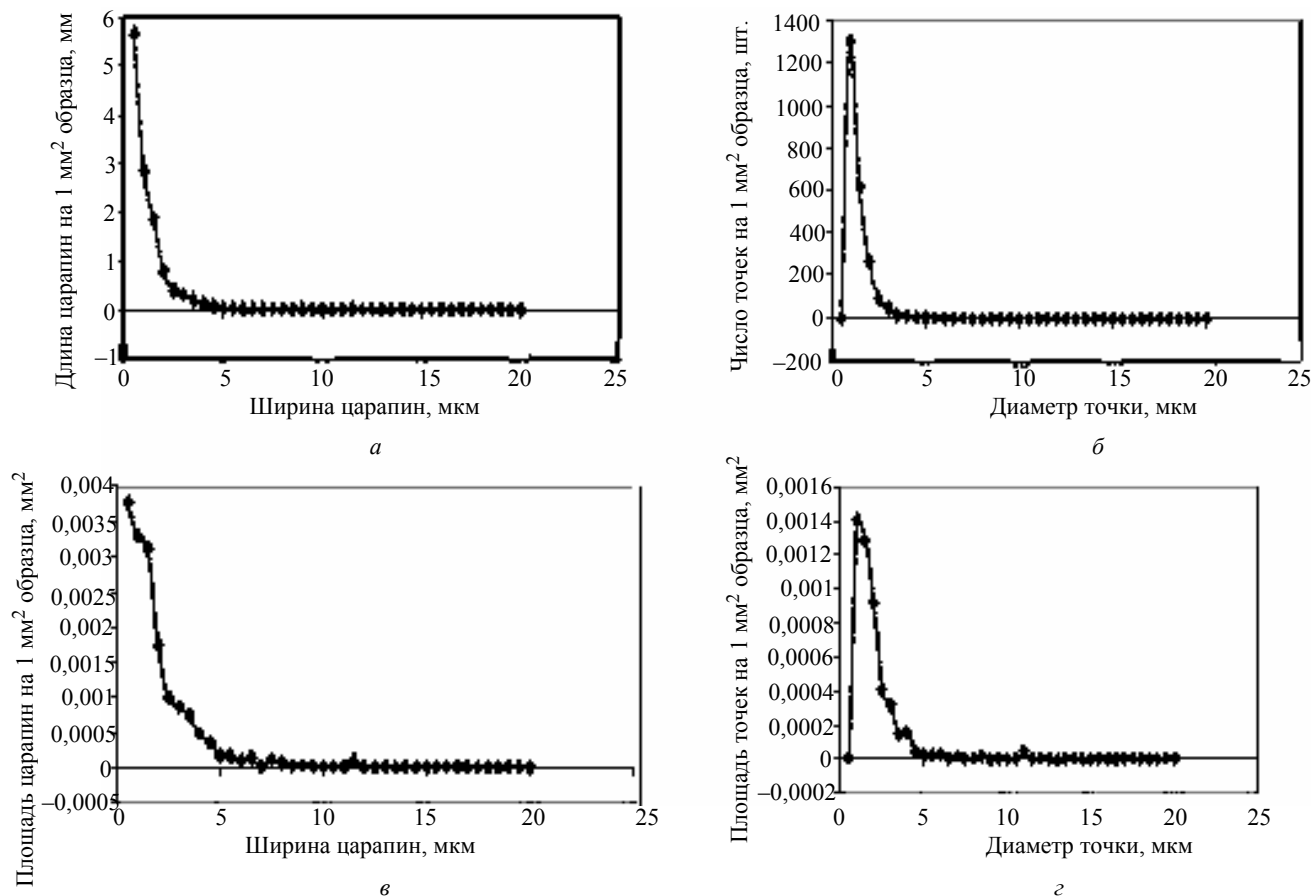 Длина царапин на 1 мм² образца, мм
6
5
4
3
2
1
0
–1
0 5 10 15 20 25
Ширина царапин, мкм
а
Число точек на 1 мм² образца, шт.
1400
1200
1000
800
600
400
200
0
–200
0 5 10 15 20 25
Диаметр точки, мкм
б
Площадь царапин на 1 мм² образца, мм²
0,004
0,0035
0,003
0,0025
0,002
0,0015
0,001
0,0005
0
–0,0005
0 5 10 15 20 25
Ширина царапин, мкм
в
Площадь точек на 1 мм² образца, мм²
0,0016
0,0014
0,0012
0,001
0,0008
0,0006
0,0004
0,0002
0
–0,0002
0 5 10 15 20 25
Диаметр точки, мкм
г